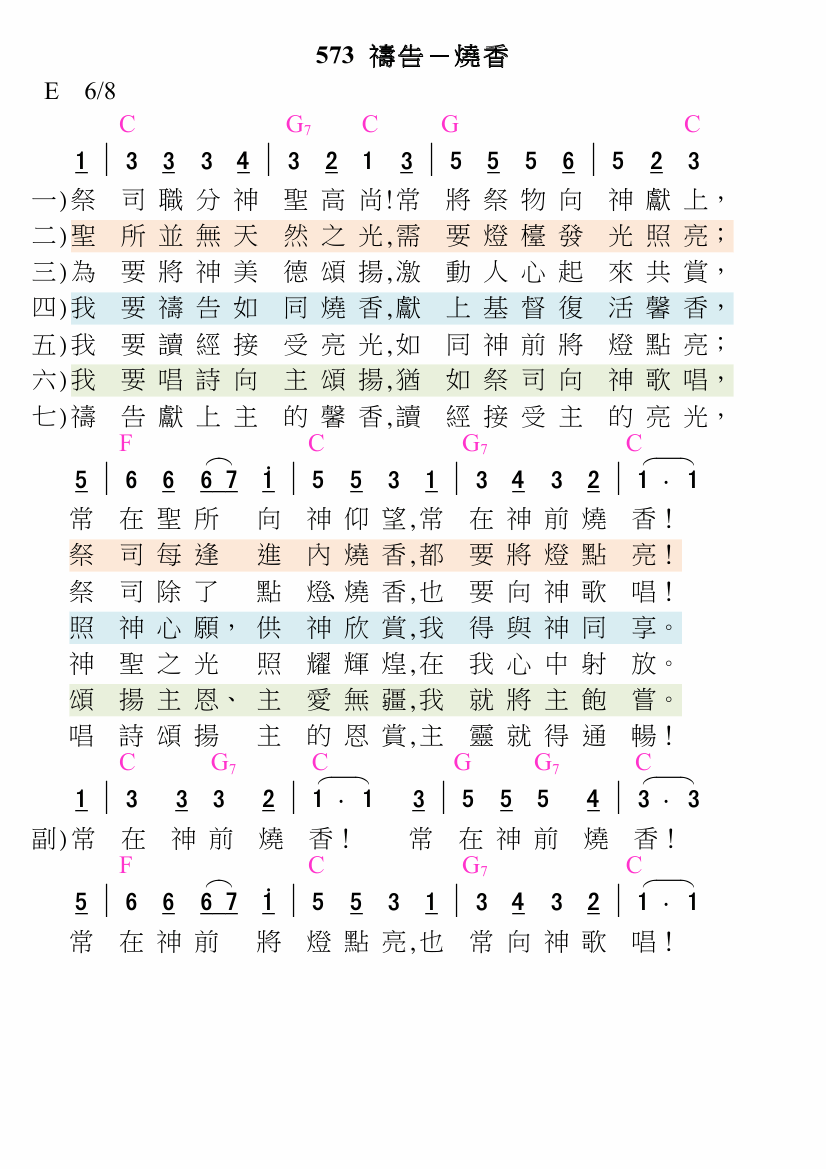 573 禱告－燒香
E 6/8
C G7 C G C
1 | 3 3 3 4 | 3 2 1 3 | 5 5 5 6 | 5 2 3
一)祭司職分神聖高尚!常將祭物向神獻上，
二)聖所並無天然之光,需要燈檯發光照亮；
三)為要將神美德頌揚,激動人心起來共賞，
四)我要禱告如同燒香,獻上基督復活馨香，
五)我要讀經接受亮光,如同神前將燈點亮；
六)我要唱詩向主頌揚,猶如祭司向神歌唱，
七)禱告獻上主的馨香,讀經接受主的亮光，
F C G7 C
5 | 6 6 6 7 i | 5 5 3 1 | 3 4 3 2 | 1 · 1
常在聖所向神仰望,常在神前燒香！
祭司每逢進內燒香,都要將燈點亮！
祭司除了點燈、燒香,也要向神歌唱！
照神心願，供神欣賞,我得與神同享。
神聖之光照耀輝煌,在我心中射放。
頌揚主恩、主愛無疆,我就將主飽嘗。
唱詩頌揚主的恩賞,主靈就得通暢！
C G7 C G G7 C
1 | 3 3 3 2 | 1 · 1 3 | 5 5 5 4 | 3 · 3
副)常在神前燒香！常在神前燒香！
F C G7 C
5 | 6 6 6 7 i | 5 5 3 1 | 3 4 3 2 | 1 · 1
常在神前將燈點亮,也常向神歌唱！